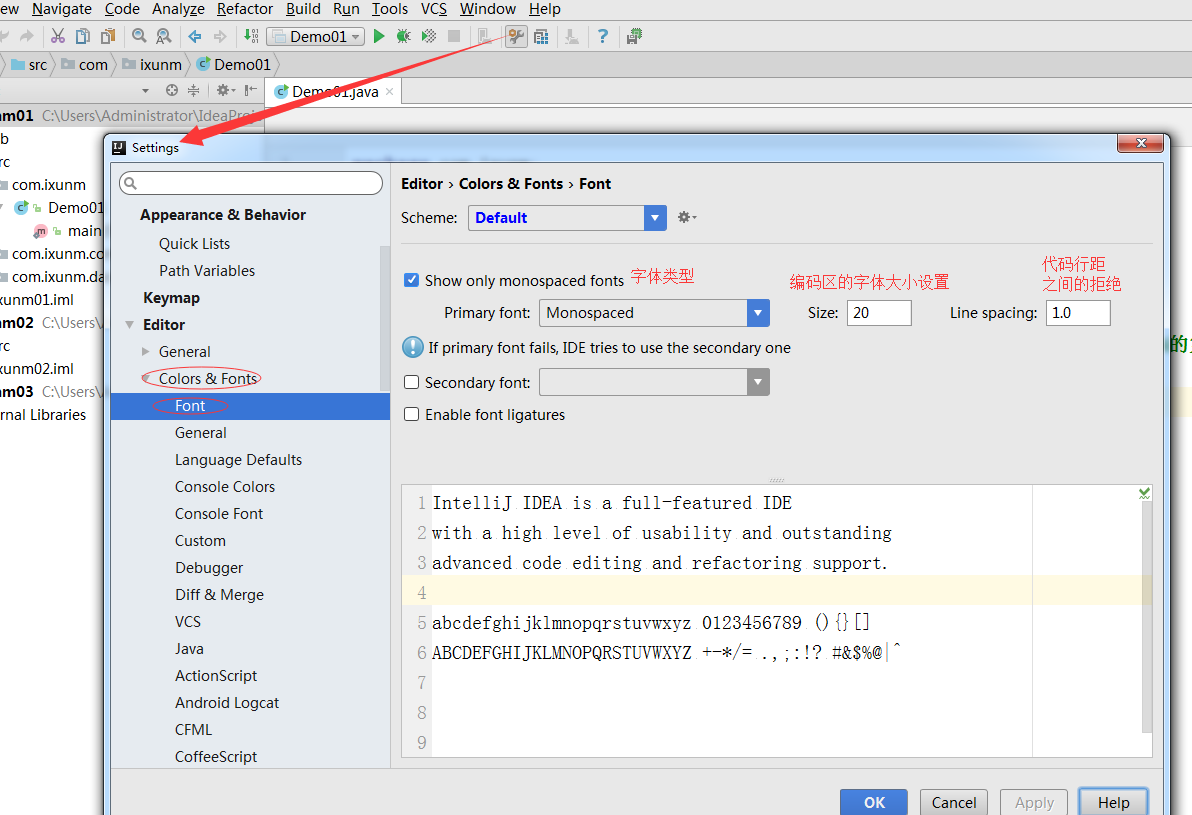 ew Navigate Code Analyze Refactor Build Run Tools VCS Window Help
Demo01
src com ixunm Demo01
Demo01.java
am01 C:\Users\Administrator\IdeaProj
b
rc
com.ixunm
Demo01
main
com.ixunm.co
com.ixunm.da
xunm01.iml
am02 C:\Users\
rc
xunm02.iml
am03 C:\Users\
rnal Libraries
Settings
Appearance & Behavior
Quick Lists
Path Variables
Keymap
Editor
General
Colors & Fonts
Font
General
Language Defaults
Console Colors
Console Font
Custom
Debugger
Diff & Merge
VCS
Java
ActionScript
Android Logcat
CFML
CoffeeScript
Editor › Colors & Fonts › Font
Scheme: Default
Show only monospaced fonts 字体类型
编码区的字体大小设置
代码行距
之间的拒绝
Primary font: Monospaced Size: 20 Line spacing: 1.0
If primary font fails, IDE tries to use the secondary one
Secondary font:
Enable font ligatures
1 IntelliJ IDEA is a full-featured IDE
2 with a high level of usability and outstanding
3 advanced code editing and refactoring support.
4
5 abcdefghijklmnopqrstuvwxyz 0123456789 (){}[]
6 ABCDEFGHIJKLMNOPQRSTUVWXYZ +-*/= .,;:!? #&$%@|^
7
8
9
OK Cancel Apply Help
的